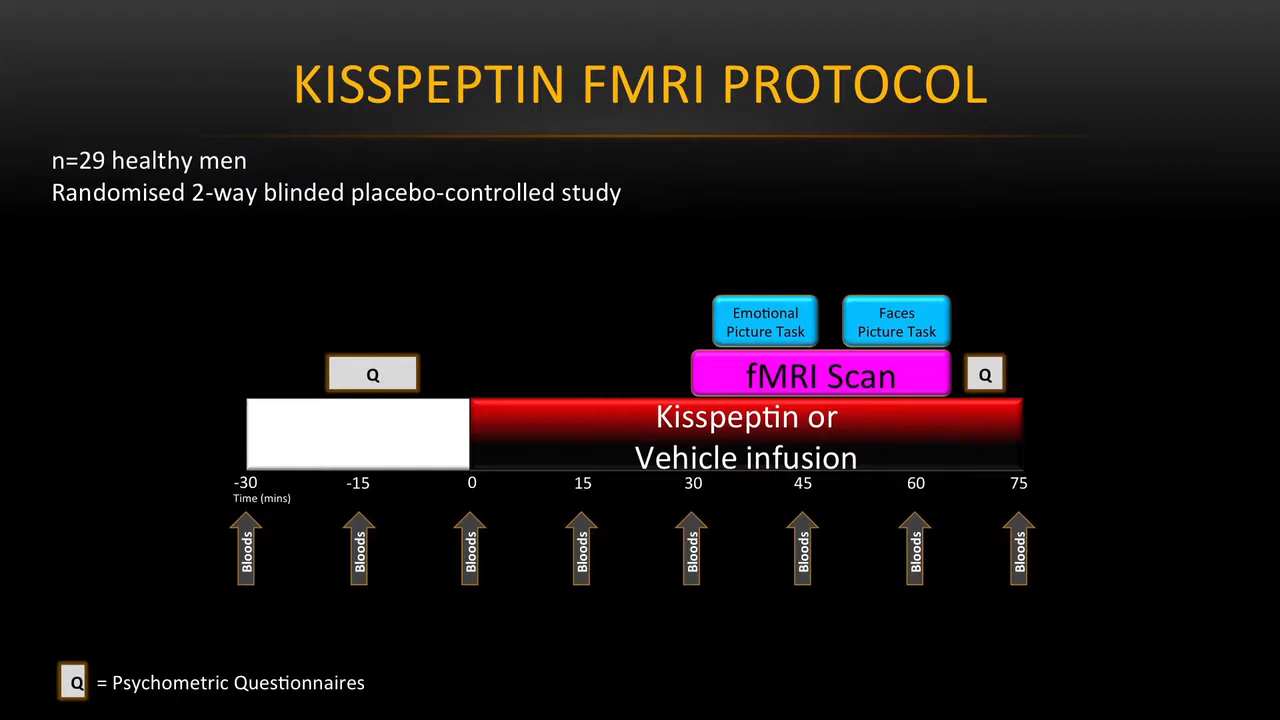 KISSPEPTIN FMRI PROTOCOL
n=29 healthy men
Randomised 2-way blinded placebo-controlled study
Emotional
Picture Task
Faces
Picture Task
Q
fMRI Scan
Q
Kisspeptin or
Vehicle infusion
-30
-15
0
15
30
45
60
75
Time (mins)
Bloods
Bloods
Bloods
Bloods
Bloods
Bloods
Bloods
Bloods
Q = Psychometric Questionnaires